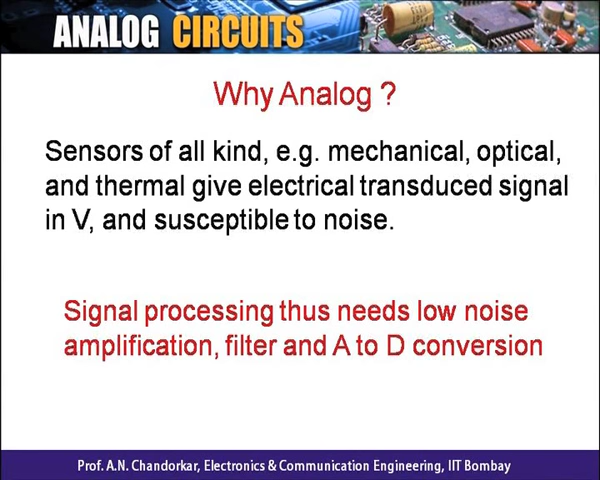 ANALOG CIRCUITS
Why Analog ?
Sensors of all kind, e.g. mechanical, optical,
and thermal give electrical transduced signal
in V, and susceptible to noise.
Signal processing thus needs low noise
amplification, filter and A to D conversion
Prof. A.N. Chandorkar, Electronics & Communication Engineering, IIT Bombay